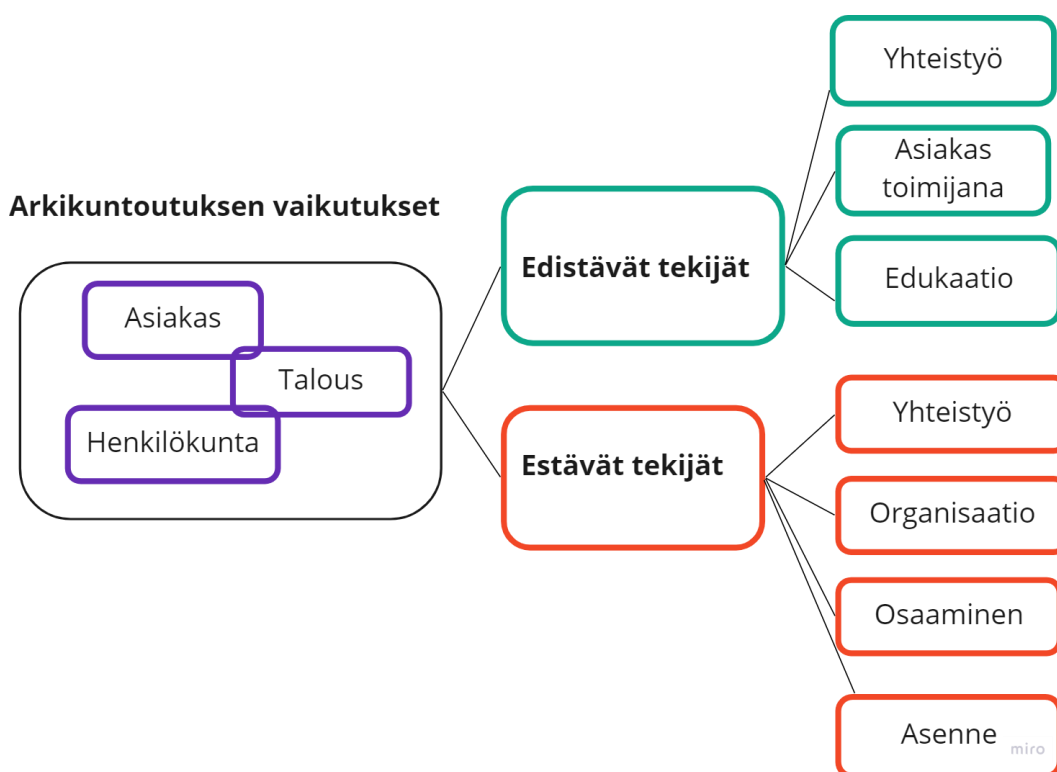 Arkikuntoutuksen vaikutukset
Asiakas
Talous
Henkilökunta
Edistävät tekijät
Yhteistyö
Asiakas
toimijana
Edukaatio
Estävät tekijät
Yhteistyö
Organisaatio
Osaaminen
Asenne
miro